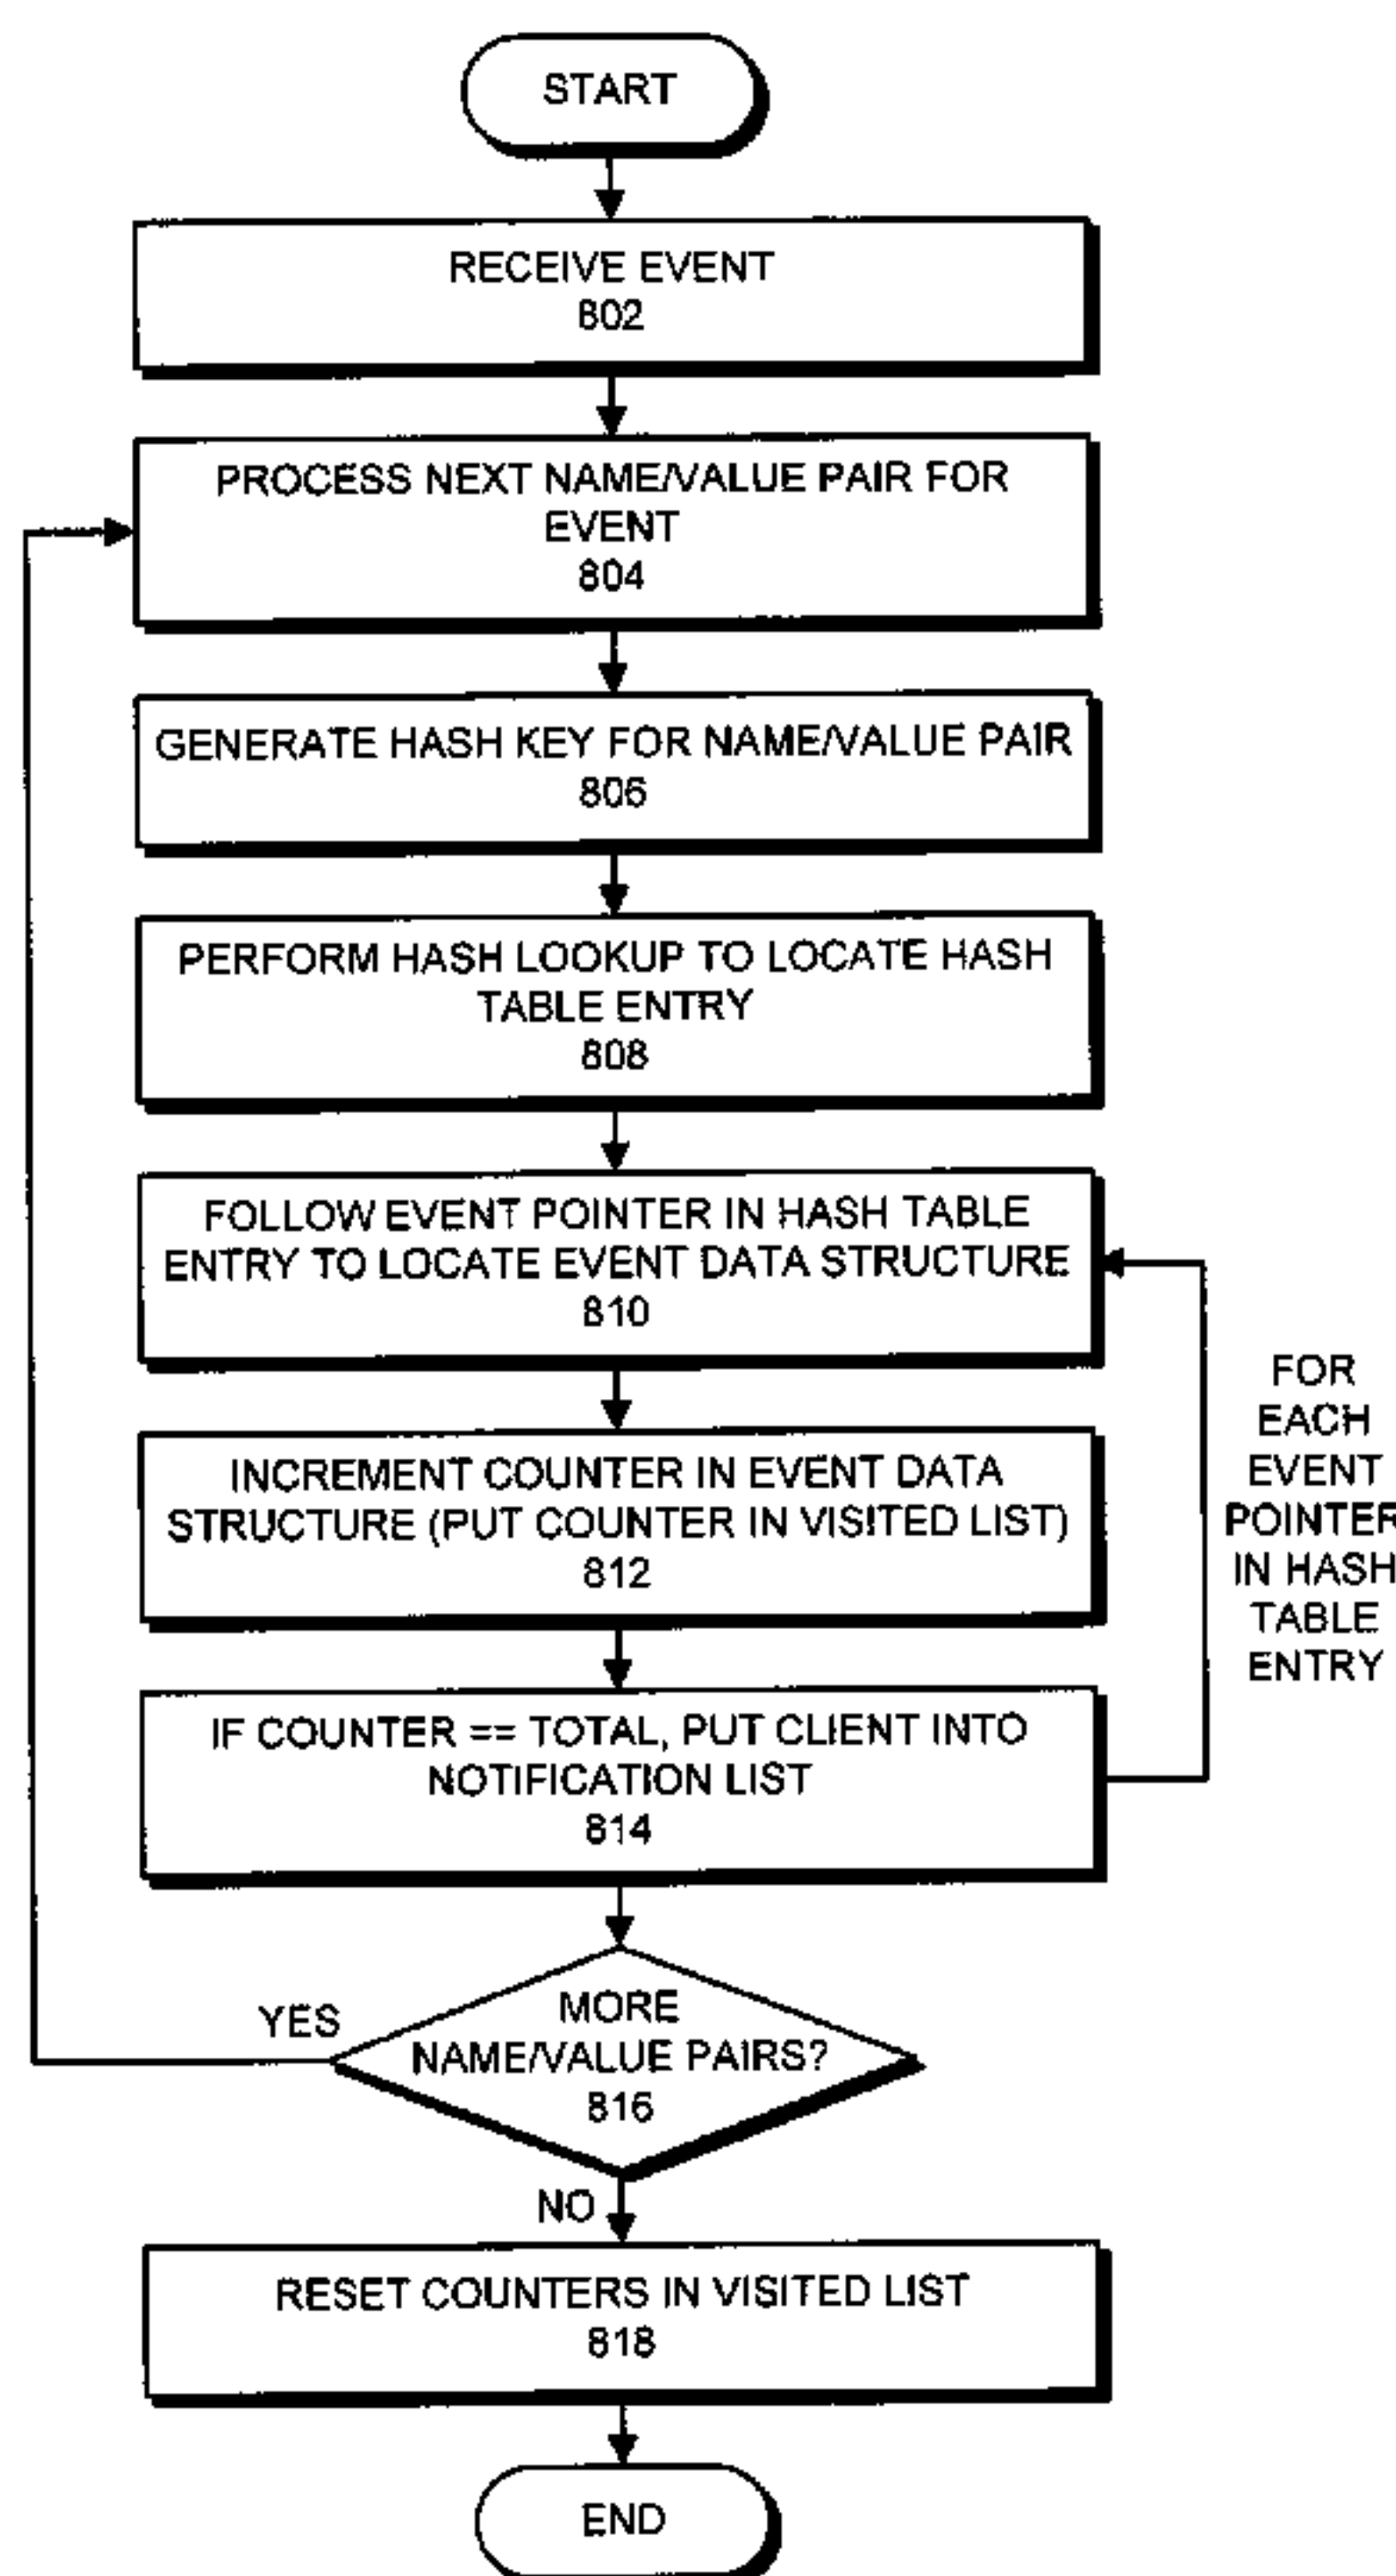 START
RECEIVE EVENT
802
PROCESS NEXT NAME/VALUE PAIR FOR
EVENT
804
GENERATE HASH KEY FOR NAME/VALUE PAIR
806
PERFORM HASH LOOKUP TO LOCATE HASH
TABLE ENTRY
808
FOLLOW EVENT POINTER IN HASH TABLE
ENTRY TO LOCATE EVENT DATA STRUCTURE
810
FOR
EACH
EVENT
POINTER
IN HASH
TABLE
ENTRY
INCREMENT COUNTER IN EVENT DATA
STRUCTURE (PUT COUNTER IN VISITED LIST)
812
IF COUNTER == TOTAL, PUT CLIENT INTO
NOTIFICATION LIST
814
YES
MORE
NAME/VALUE PAIRS?
816
NO
RESET COUNTERS IN VISITED LIST
818
END